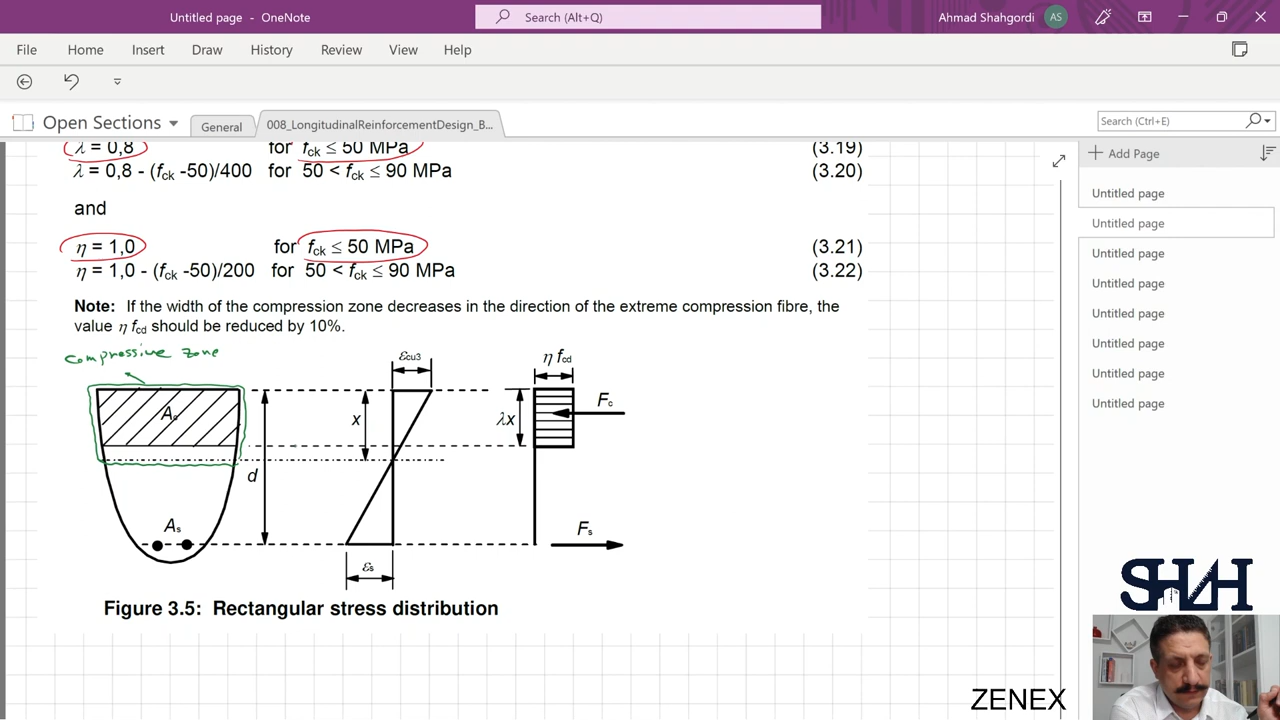 Untitled page - OneNote
Search (Alt+Q)
Ahmad Shahgordi
AS
File Home Insert Draw History Review View Help
Open Sections
General
008_LongitudinalReinforcementDesign_B...
Search (Ctrl+E)
Add Page
Untitled page
Untitled page
Untitled page
Untitled page
Untitled page
Untitled page
Untitled page
Untitled page
λ = 0,8 for fck ≤ 50 MPa (3.19)
λ = 0,8 - (fck -50)/400 for 50 < fck ≤ 90 MPa (3.20)
and
η = 1,0 for fck ≤ 50 MPa (3.21)
η = 1,0 - (fck -50)/200 for 50 < fck ≤ 90 MPa (3.22)
Note: If the width of the compression zone decreases in the direction of the extreme compression fibre, the
value η fcd should be reduced by 10%.
compressive zone
εcu3
η fcd
Ac
x
λx
Fc
d
As
Fs
εs
Figure 3.5: Rectangular stress distribution
SHAH
ZENEX